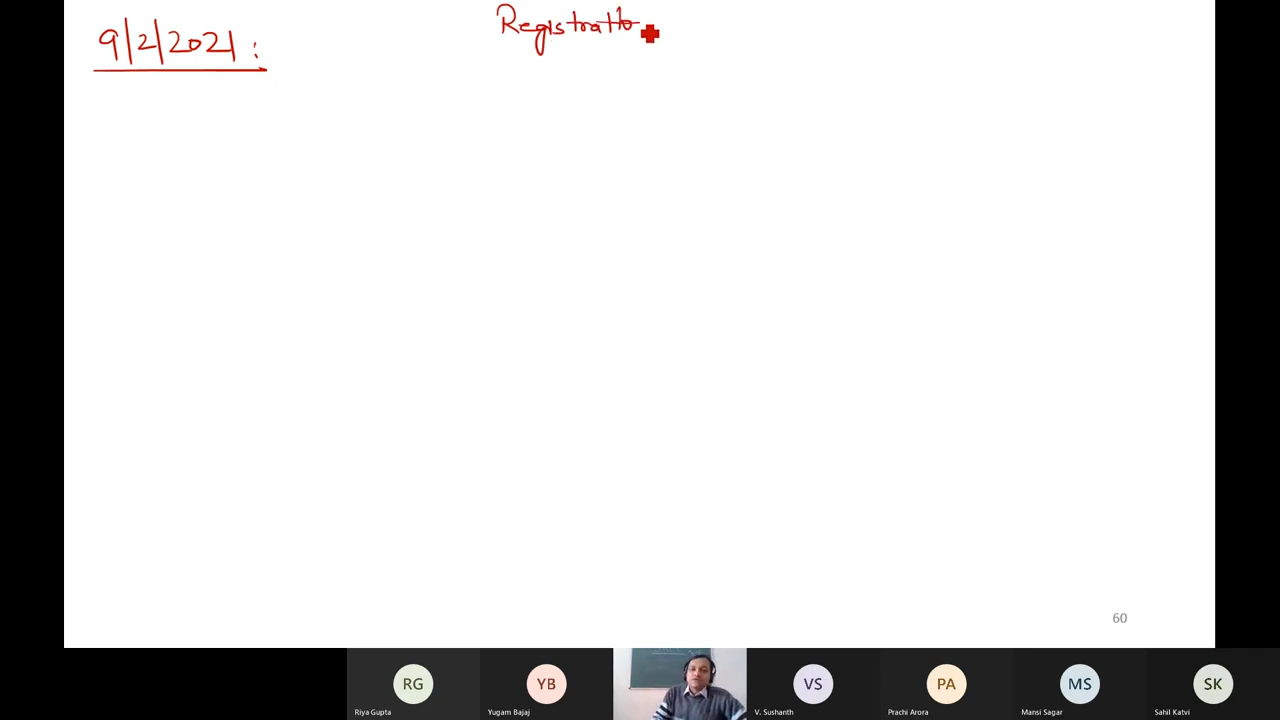 9/2/2021 :
Registratio
60
RG
YB
VS
PA
MS
SK
Riya Gupta
Yugam Bajaj
V. Sushanth
Prachi Arora
Mansi Sagar
Sahil Katvi